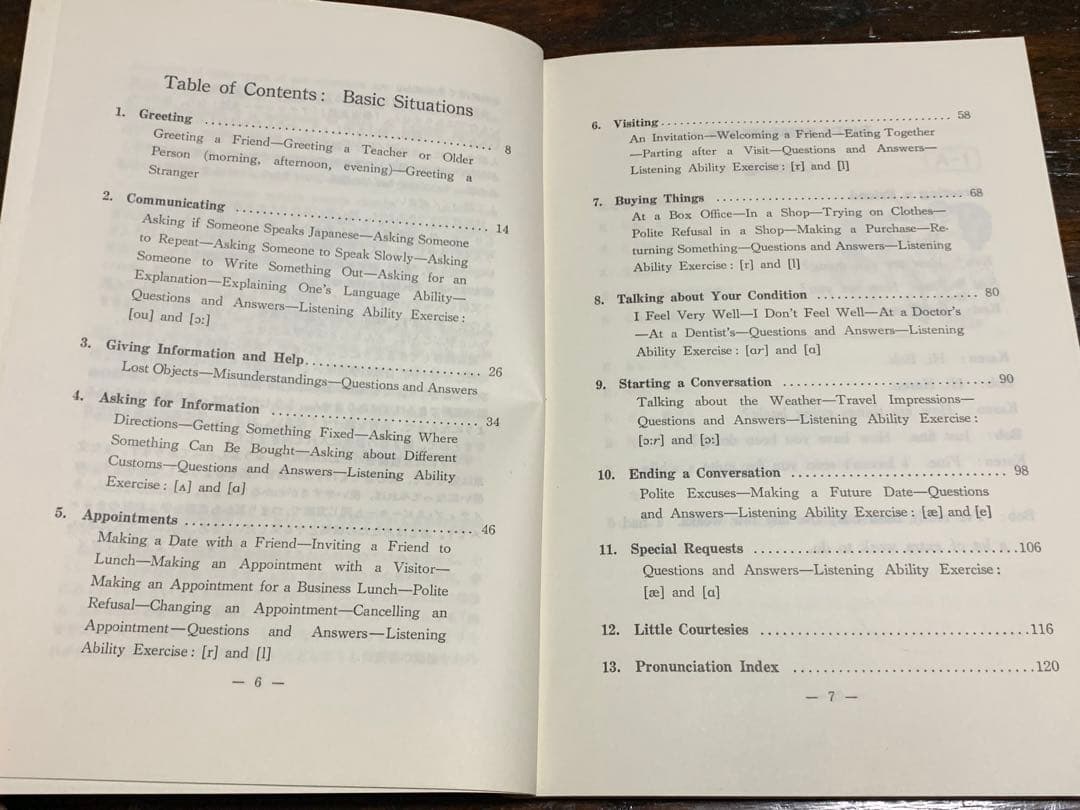 Table of Contents: Basic Situations
1. Greeting ........................................ 8
Greeting a Friend—Greeting a Teacher or Older
Person (morning, afternoon, evening)—Greeting a
Stranger
2. Communicating ........................................ 14
Asking if Someone Speaks Japanese—Asking Someone
to Repeat—Asking Someone to Speak Slowly—Asking
Someone to Write Something Out—Asking for an
Explanation—Explaining One's Language Ability—
Questions and Answers—Listening Ability Exercise:
[ou] and [ɔ:]
3. Giving Information and Help........................ 26
Lost Objects—Misunderstandings—Questions and Answers
4. Asking for Information .............................. 34
Directions—Getting Something Fixed—Asking Where
Something Can Be Bought—Asking about Different
Customs—Questions and Answers—Listening Ability
Exercise: [ʌ] and [ɑ]
5. Appointments ........................................ 46
Making a Date with a Friend—Inviting a Friend to
Lunch—Making an Appointment with a Visitor—
Making an Appointment for a Business Lunch—Polite
Refusal—Changing an Appointment—Cancelling an
Appointment—Questions and Answers—Listening
Ability Exercise: [r] and [l]
— 6 —
6. Visiting ........................................ 58
An Invitation—Welcoming a Friend—Eating Together
—Parting after a Visit—Questions and Answers—
Listening Ability Exercise: [r] and [l]
7. Buying Things .................................. 68
At a Box Office—In a Shop—Trying on Clothes—
Polite Refusal in a Shop—Making a Purchase—Re-
turning Something—Questions and Answers—Listening
Ability Exercise: [r] and [l]
8. Talking about Your Condition ...................... 80
I Feel Very Well—I Don't Feel Well—At a Doctor's
—At a Dentist's—Questions and Answers—Listening
Ability Exercise: [ɑr] and [ɑ]
9. Starting a Conversation ............................ 90
Talking about the Weather—Travel Impressions—
Questions and Answers—Listening Ability Exercise:
[ɔ:r] and [ɔ:]
10. Ending a Conversation ............................ 98
Polite Excuses—Making a Future Date—Questions
and Answers—Listening Ability Exercise: [æ] and [e]
11. Special Requests ..................................106
Questions and Answers—Listening Ability Exercise:
[æ] and [ɑ]
12. Little Courtesies ..................................116
13. Pronunciation Index ..............................120
— 7 —